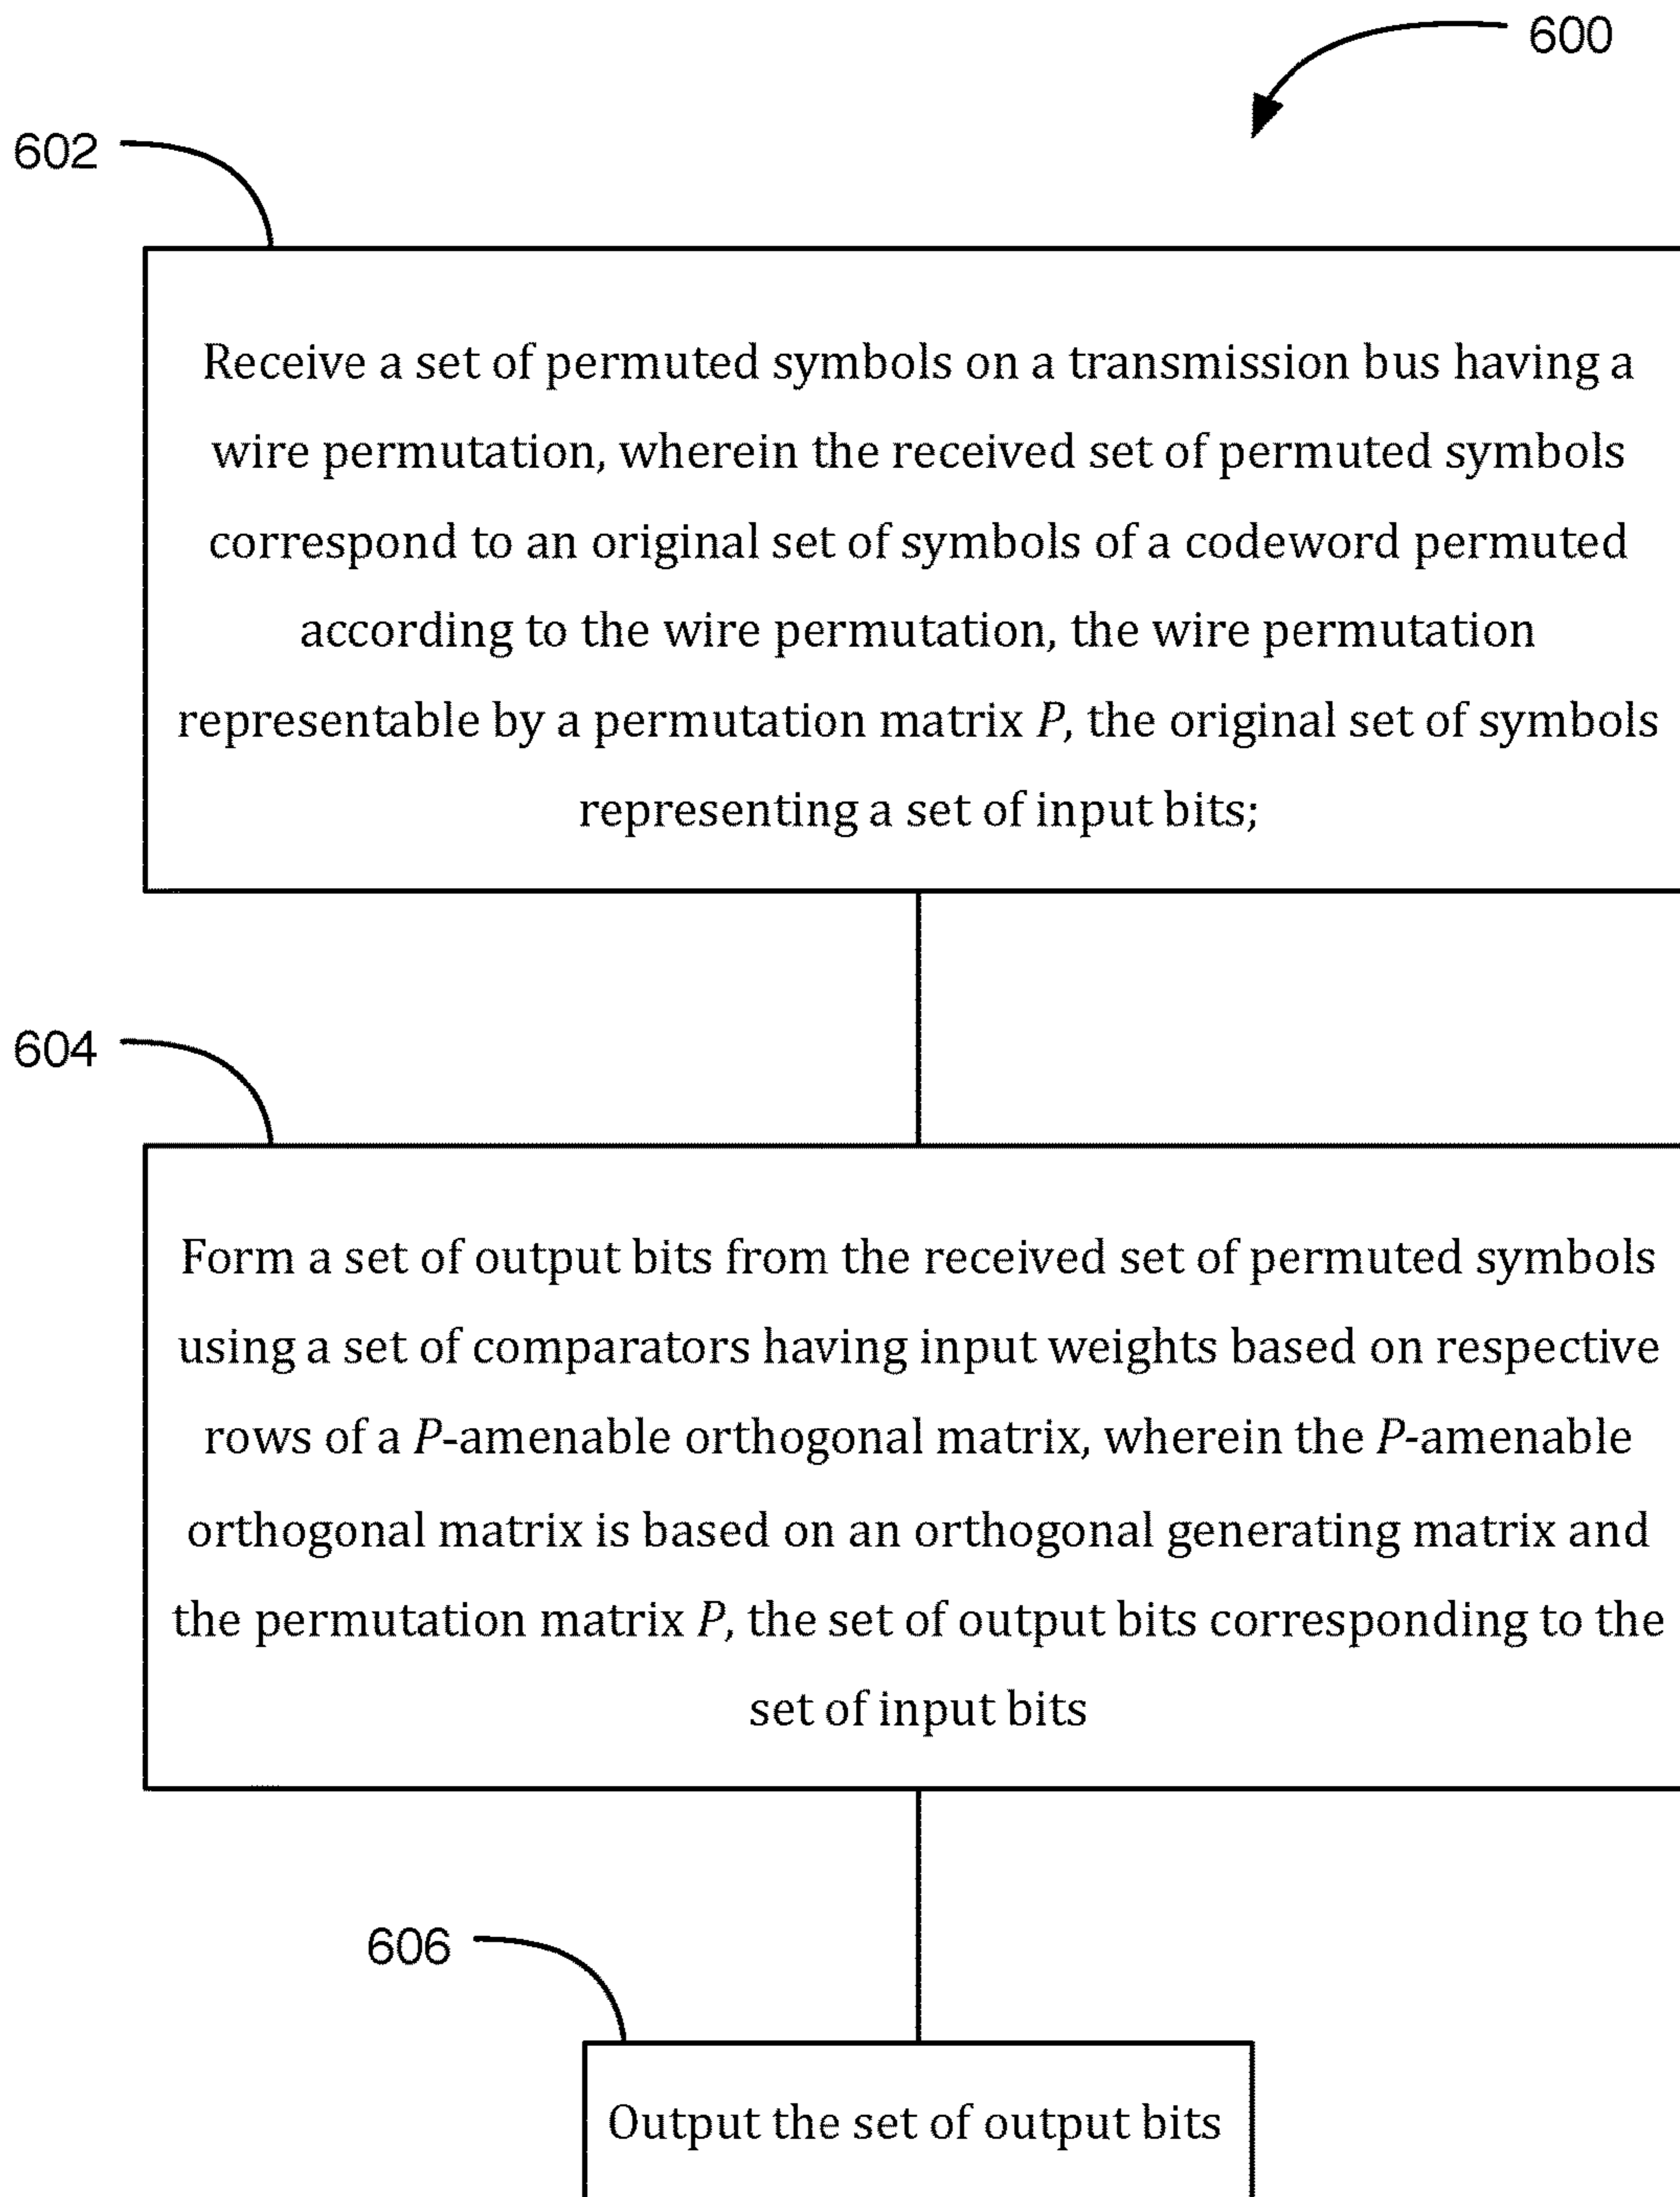 600
602
Receive a set of permuted symbols on a transmission bus having a
wire permutation, wherein the received set of permuted symbols
correspond to an original set of symbols of a codeword permuted
according to the wire permutation, the wire permutation
representable by a permutation matrix P, the original set of symbols
representing a set of input bits;
604
Form a set of output bits from the received set of permuted symbols
using a set of comparators having input weights based on respective
rows of a P-amenable orthogonal matrix, wherein the P-amenable
orthogonal matrix is based on an orthogonal generating matrix and
the permutation matrix P, the set of output bits corresponding to the
set of input bits
606
Output the set of output bits